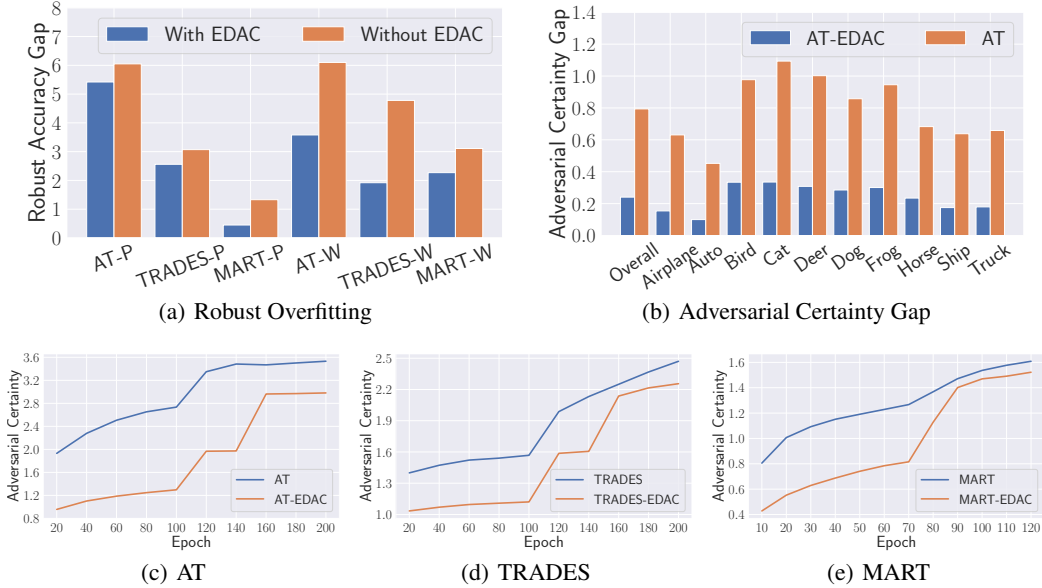 With EDAC
Without EDAC
Robust Accuracy Gap
8
7
6
5
4
3
2
1
0
AT-P
TRADES-P
MART-P
AT-W
TRADES-W
MART-W
(a) Robust Overfitting
AT-EDAC
AT
Adversarial Certainty Gap
1.4
1.2
1.0
0.8
0.6
0.4
0.2
0.0
Overall
Airplane
Auto
Bird
Cat
Deer
Dog
Frog
Horse
Ship
Truck
(b) Adversarial Certainty Gap
Adversarial Certainty
3.6
3.2
2.8
2.4
2.0
1.6
1.2
0.8
AT
AT-EDAC
20 40 60 80 100 120 140 160 180 200
Epoch
(c) AT
Adversarial Certainty
2.5
2.2
1.9
1.6
1.3
1.0
TRADES
TRADES-EDAC
20 40 60 80 100 120 140 160 180 200
Epoch
(d) TRADES
Adversarial Certainty
1.6
1.4
1.2
1.0
0.8
0.6
0.4
MART
MART-EDAC
10 20 30 40 50 60 70 80 90 100 110 120
Epoch
(e) MART